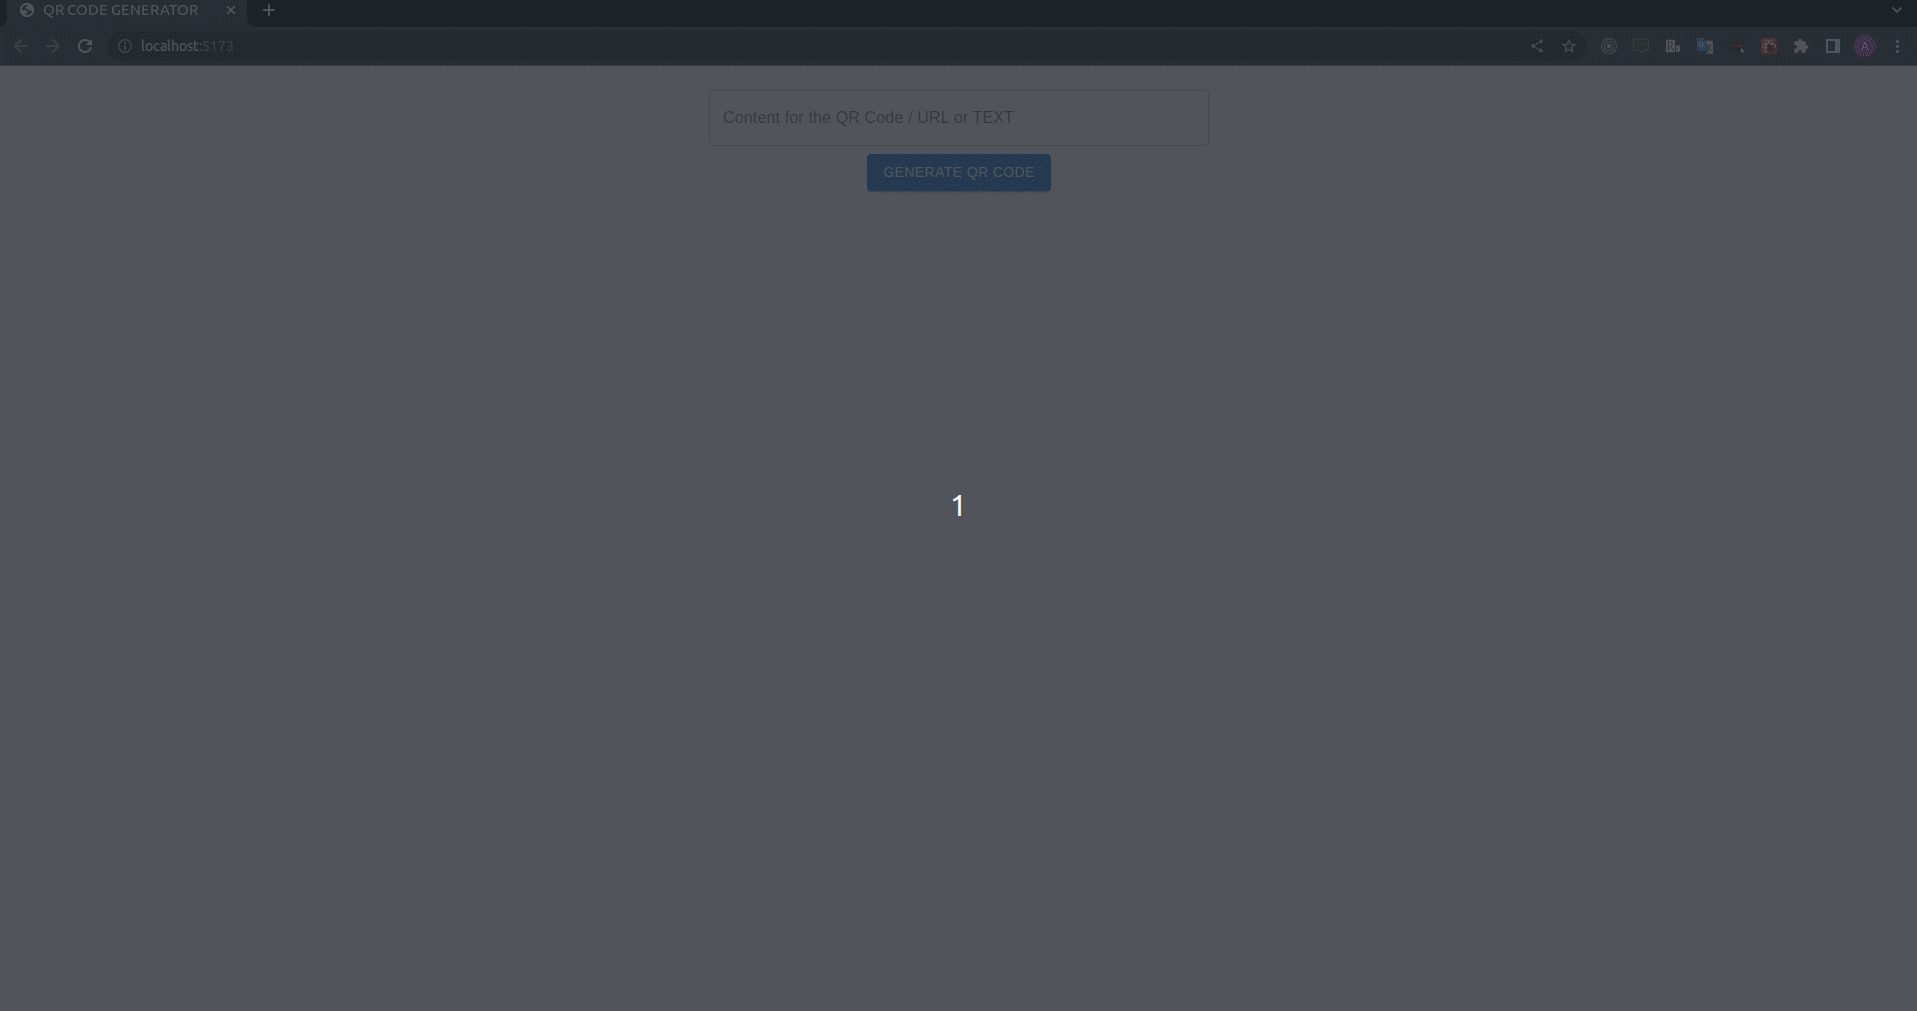 QR CODE GENERATOR
localhost:5173
Content for the QR Code / URL or TEXT
GENERATE QR CODE
1